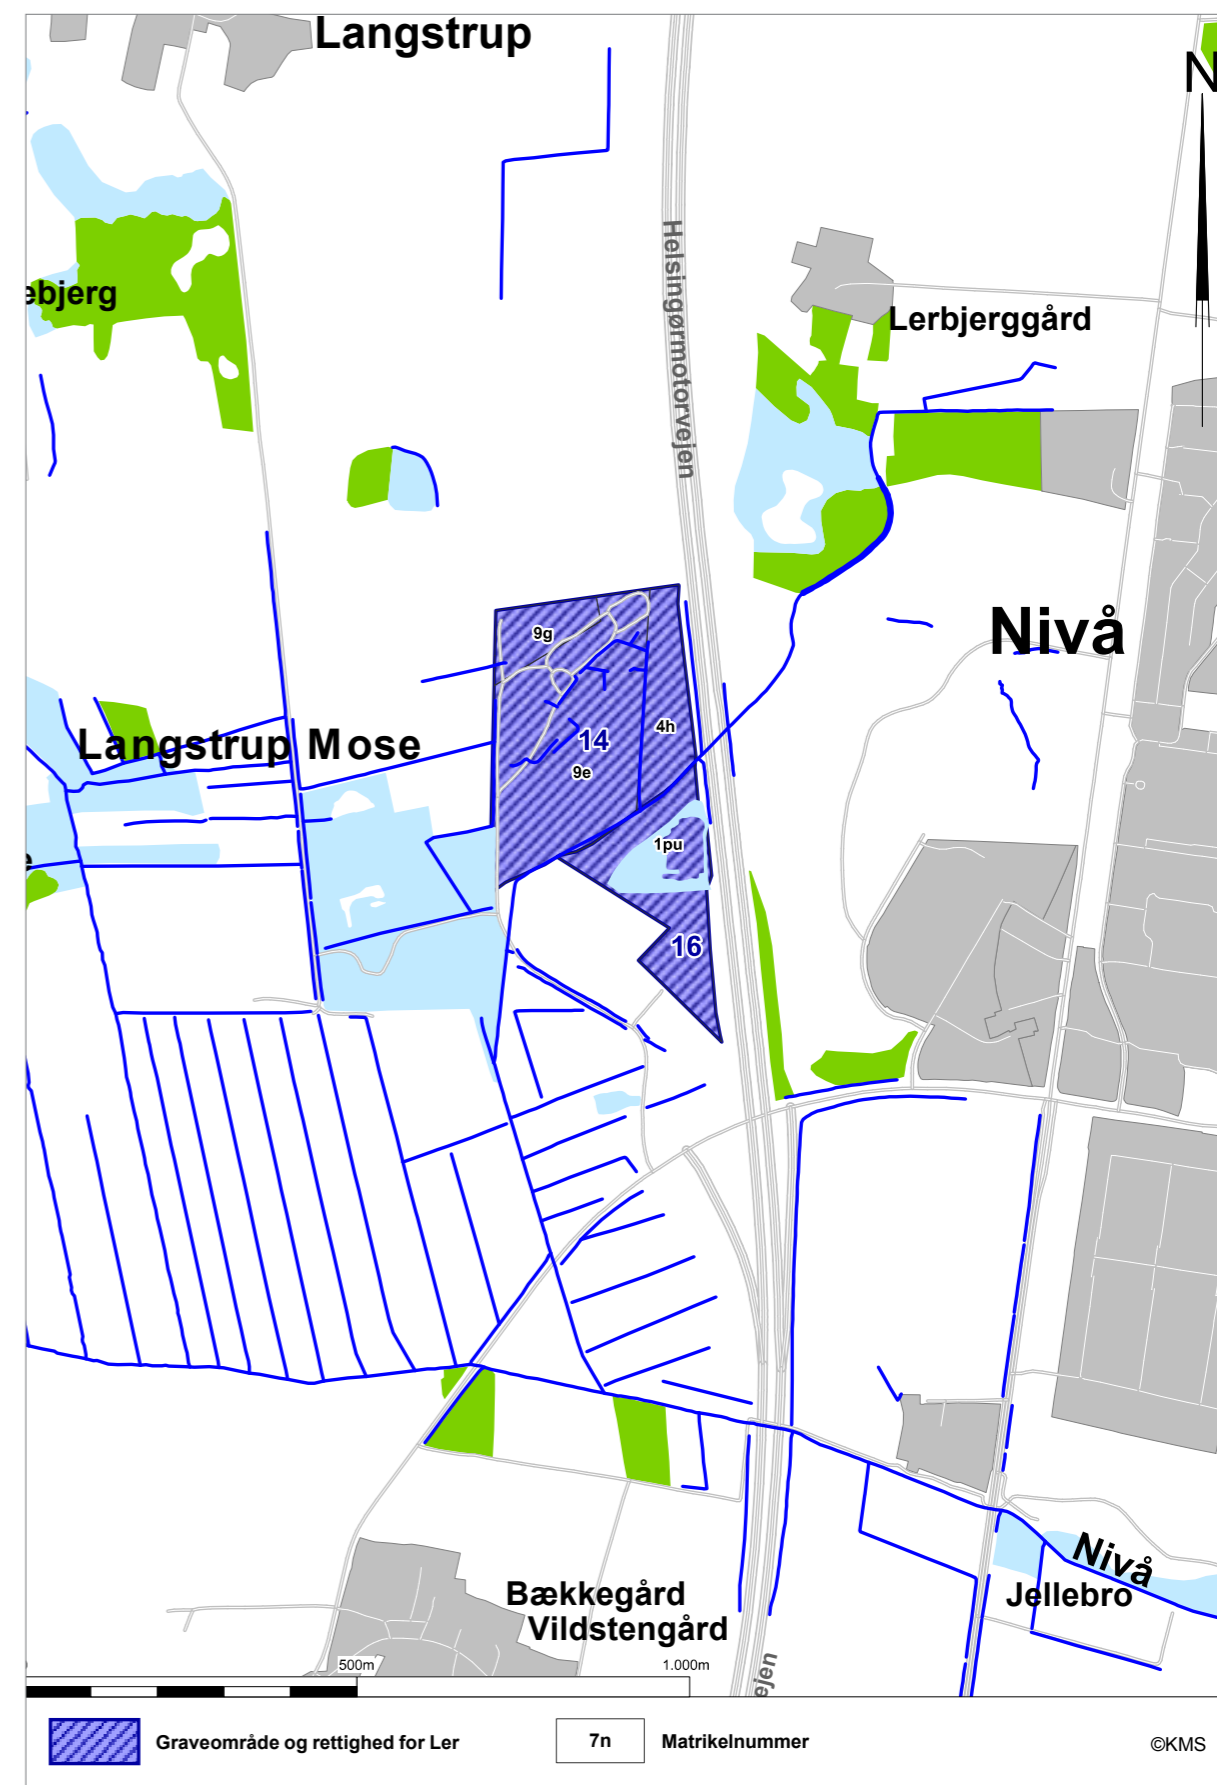 Langstrup
N
Helsingørmotorvejen
ebjerg
Lerbjerggård
9g
Nivå
4h
14
Langstrup Mose
9e
1pu
e
16
Nivå
Jellebro
Bækkegård
Vildstengård
ejen
500m
1.000m
Graveområde og rettighed for Ler
7n
Matrikelnummer
©KMS